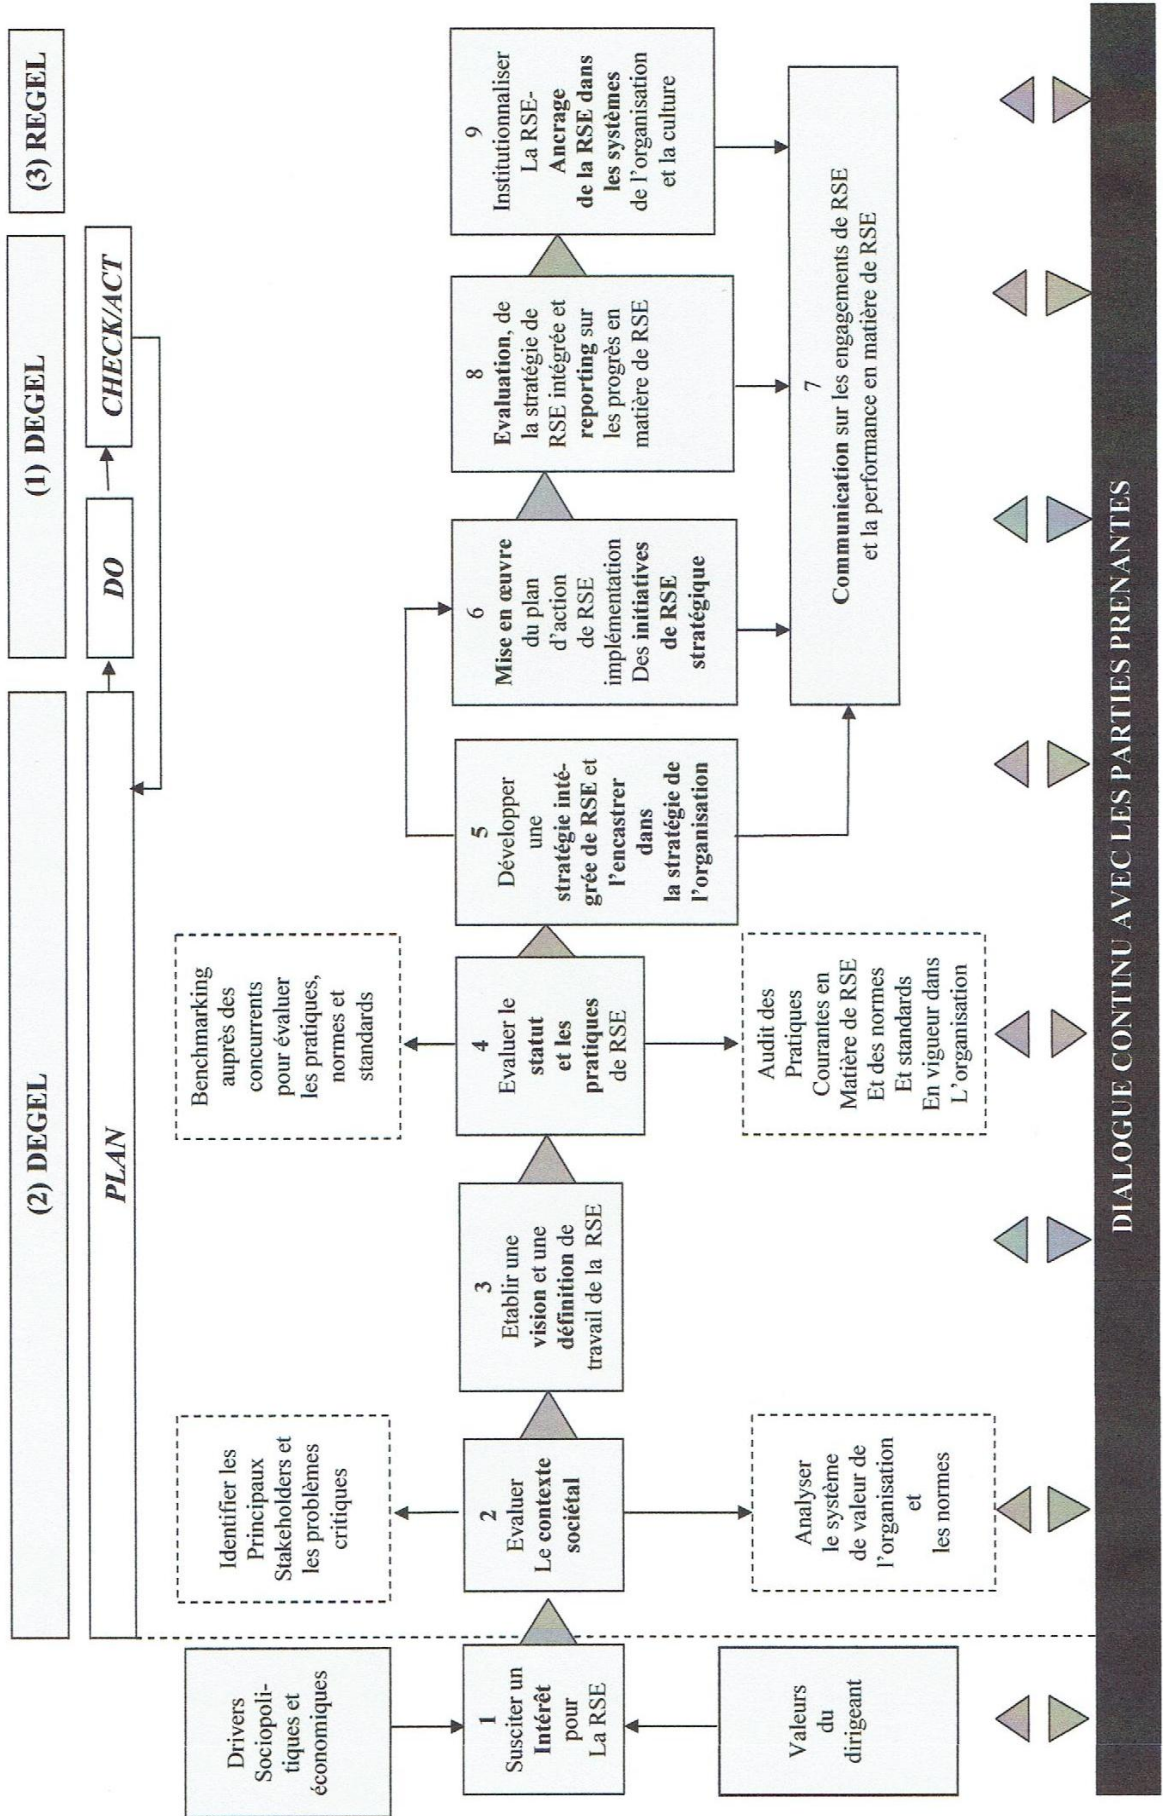 (2) DEGEL
(1) DEGEL
(3) REGEL
PLAN
DO
CHECK/ACT
Drivers
Sociopoli-
tiques et
économiques
1
Susciter un
Intérêt
pour
La RSE
Valeurs
du
dirigeant
Identifier les
Principaux
Stakeholders et
les problèmes
critiques
2
Evaluer
Le contexte
sociétal
Analyser
le système
de valeur de
l'organisation
et
les normes
3
Etablir une
vision et une
définition de
travail de la RSE
Benchmarking
auprès des
concurrents
pour évaluer
les pratiques,
normes et
standards
4
Evaluer le
statut
et les
pratiques
de RSE
Audit des
Pratiques
Courantes en
Matière de RSE
Et des normes
Et standards
En vigueur dans
L'organisation
5
Développer
une
stratégie inté-
grée de RSE et
l'encastrer
dans
la stratégie de
l'organisation
6
Mise en œuvre
du plan
d'action
de RSE
implémentation
Des initiatives
de RSE
stratégique
8
Evaluation, de
la stratégie de
RSE intégrée et
reporting sur
les progrès en
matière de RSE
9
Institutionnaliser
La RSE-
Ancrage
de la RSE dans
les systèmes
de l'organisation
et la culture
7
Communication sur les engagements de RSE
et la performance en matière de RSE
DIALOGUE CONTINU AVEC LES PARTIES PRENANTES